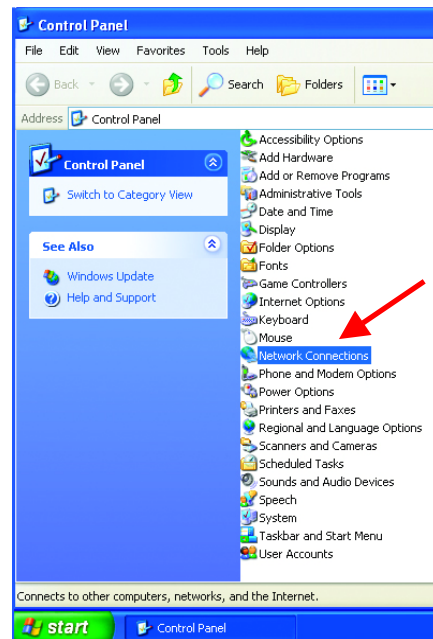 Control Panel
File Edit View Favorites Tools Help
Back Search Folders
Address Control Panel
Control Panel
Switch to Category View
See Also
Windows Update
Help and Support
Accessibility Options
Add Hardware
Add or Remove Programs
Administrative Tools
Date and Time
Display
Folder Options
Fonts
Game Controllers
Internet Options
Keyboard
Mouse
Network Connections
Phone and Modem Options
Power Options
Printers and Faxes
Regional and Language Options
Scanners and Cameras
Scheduled Tasks
Sounds and Audio Devices
Speech
System
Taskbar and Start Menu
User Accounts
Connects to other computers, networks, and the Internet.
start Control Panel